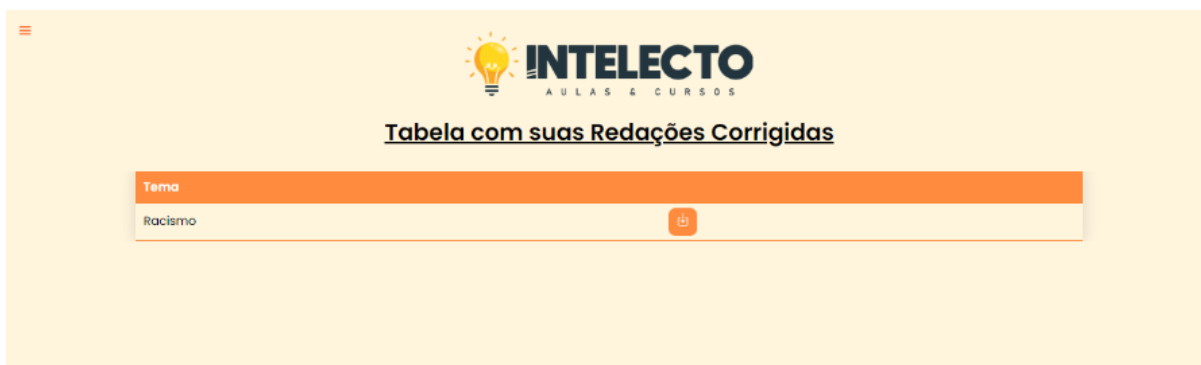 INTELECTO
AULAS & CURSOS
Tabela com suas Redações Corrigidas
Tema
Racismo